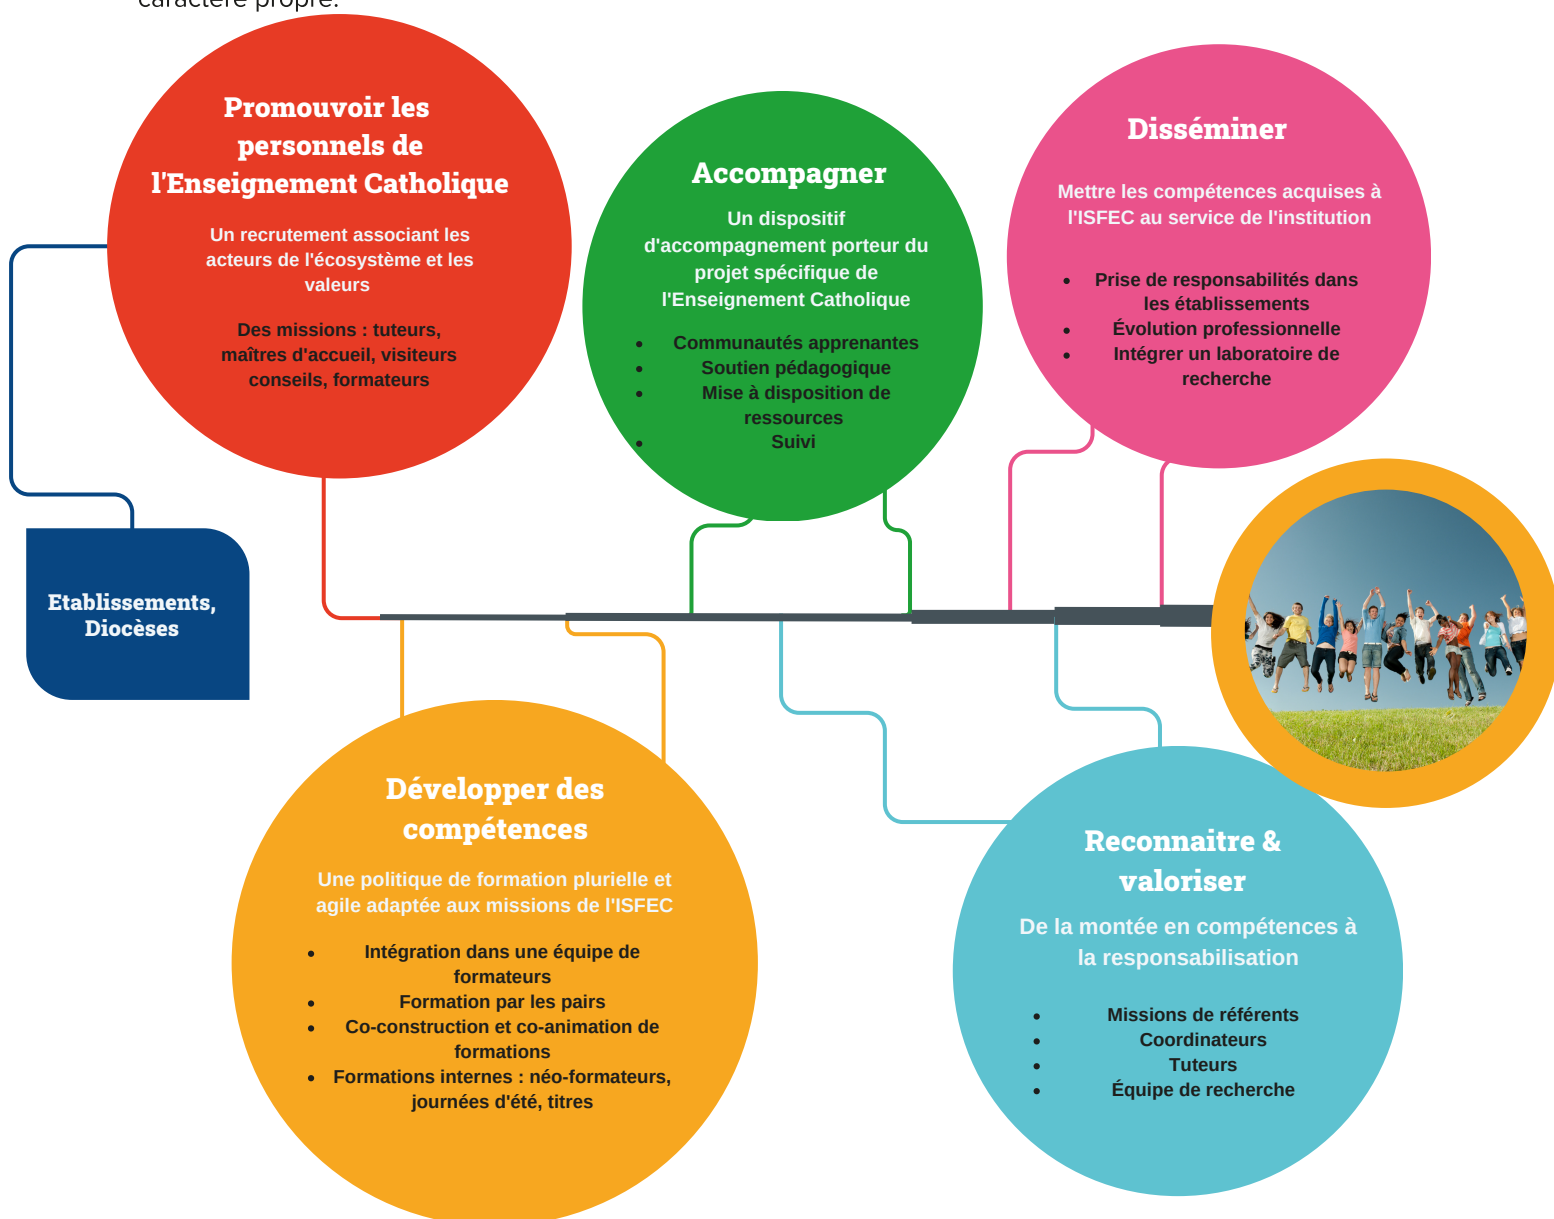 caractère propre.
Promouvoir les
personnels de
l'Enseignement Catholique
Un recrutement associant les
acteurs de l'écosystème et les
valeurs
Des missions : tuteurs,
maîtres d'accueil, visiteurs
conseils, formateurs
Accompagner
Un dispositif
d'accompagnement porteur du
projet spécifique de
l'Enseignement Catholique
• Communautés apprenantes
• Soutien pédagogique
• Mise à disposition de
ressources
• Suivi
Disséminer
Mettre les compétences acquises à
l'ISFEC au service de l'institution
• Prise de responsabilités dans
les établissements
• Évolution professionnelle
• Intégrer un laboratoire de
recherche
Etablissements,
Diocèses
Développer des
compétences
Une politique de formation plurielle et
agile adaptée aux missions de l'ISFEC
• Intégration dans une équipe de
formateurs
• Formation par les pairs
• Co-construction et co-animation de
formations
• Formations internes : néo-formateurs,
journées d'été, titres
Reconnaitre &
valoriser
De la montée en compétences à
la responsabilisation
• Missions de référents
• Coordinateurs
• Tuteurs
• Équipe de recherche